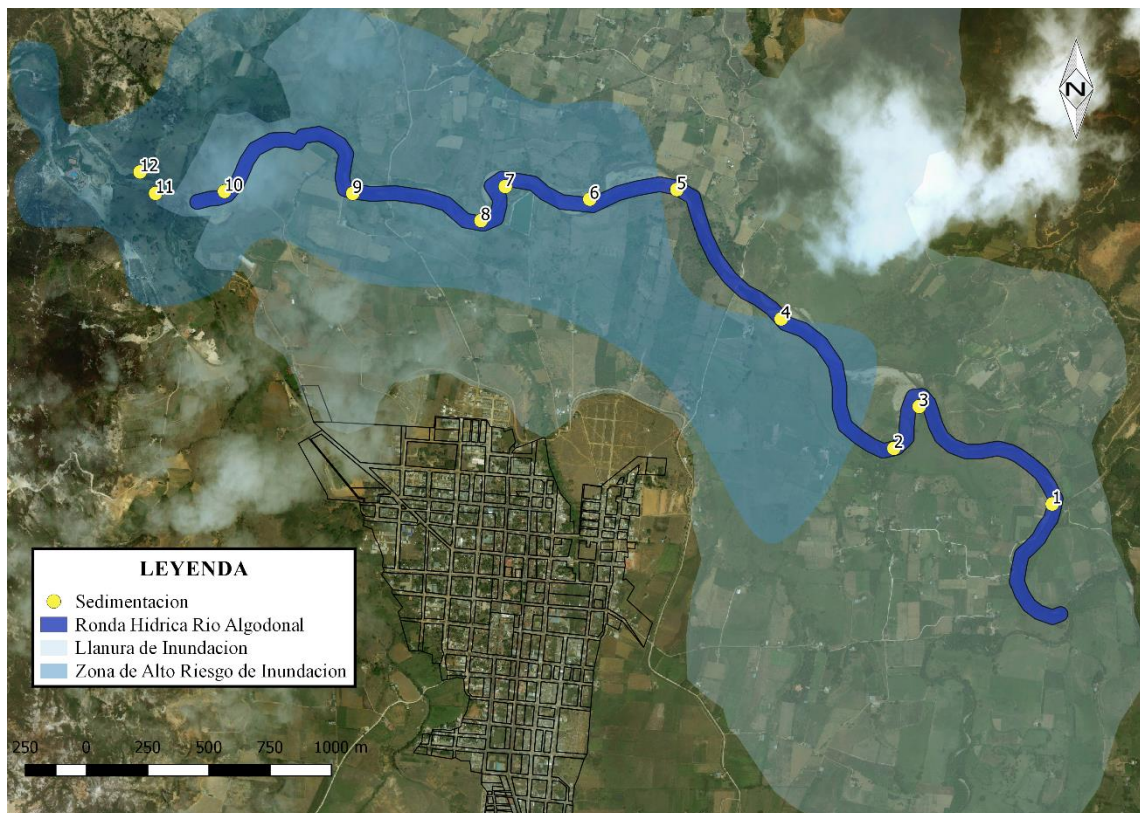 N
12
11
10
9
8
7
6
5
4
3
2
1
LEYENDA
Sedimentacion
Ronda Hidrica Rio Algodonal
Llanura de Inundacion
Zona de Alto Riesgo de Inundacion
250 0 250 500 750 1000 m